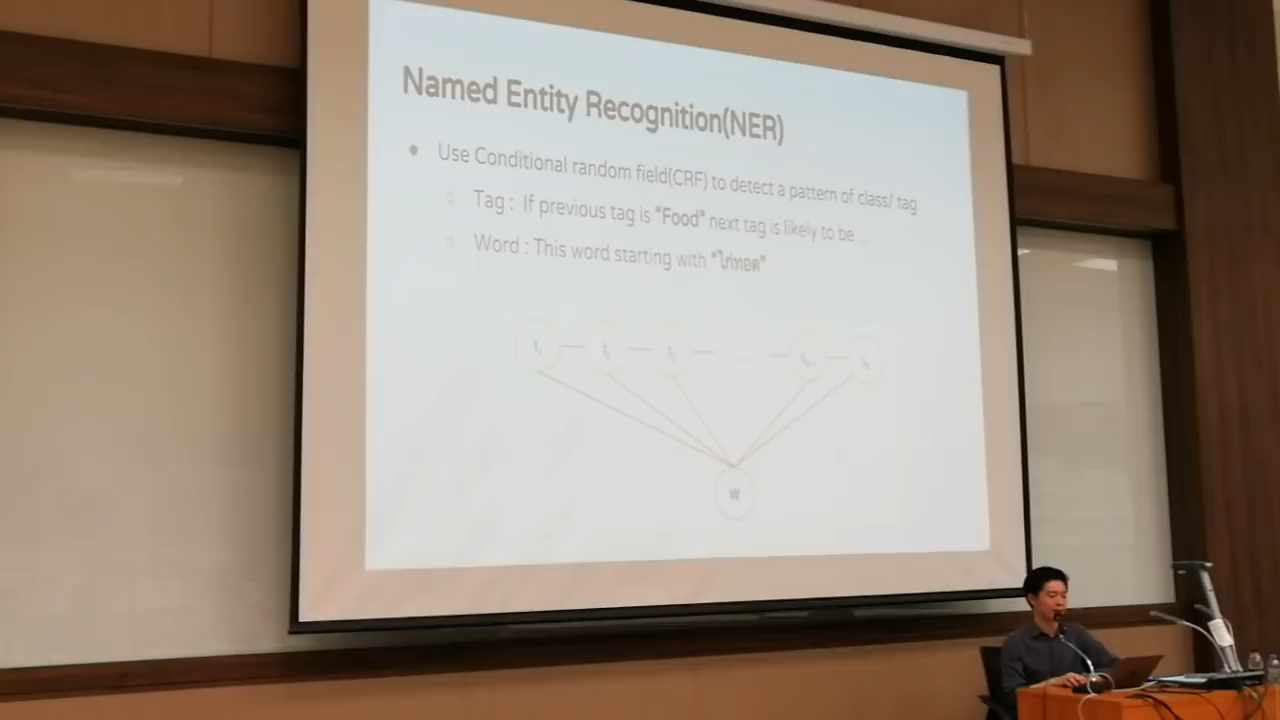 Named Entity Recognition(NER)
Use Conditional random field(CRF) to detect a pattern of class/ tag
Tag : If previous tag is "Food" next tag is likely to be ...
Word : This word starting with "ไก่ทอด"
W